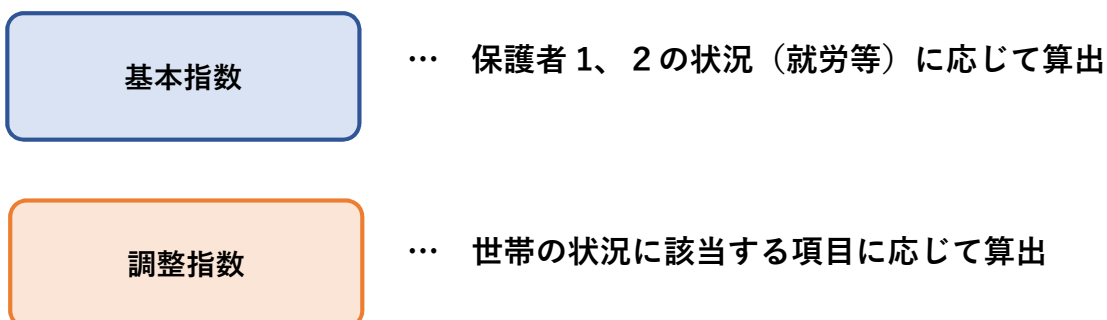 基本指数
… 保護者1、2の状況（就労等）に応じて算出
調整指数
… 世帯の状況に該当する項目に応じて算出